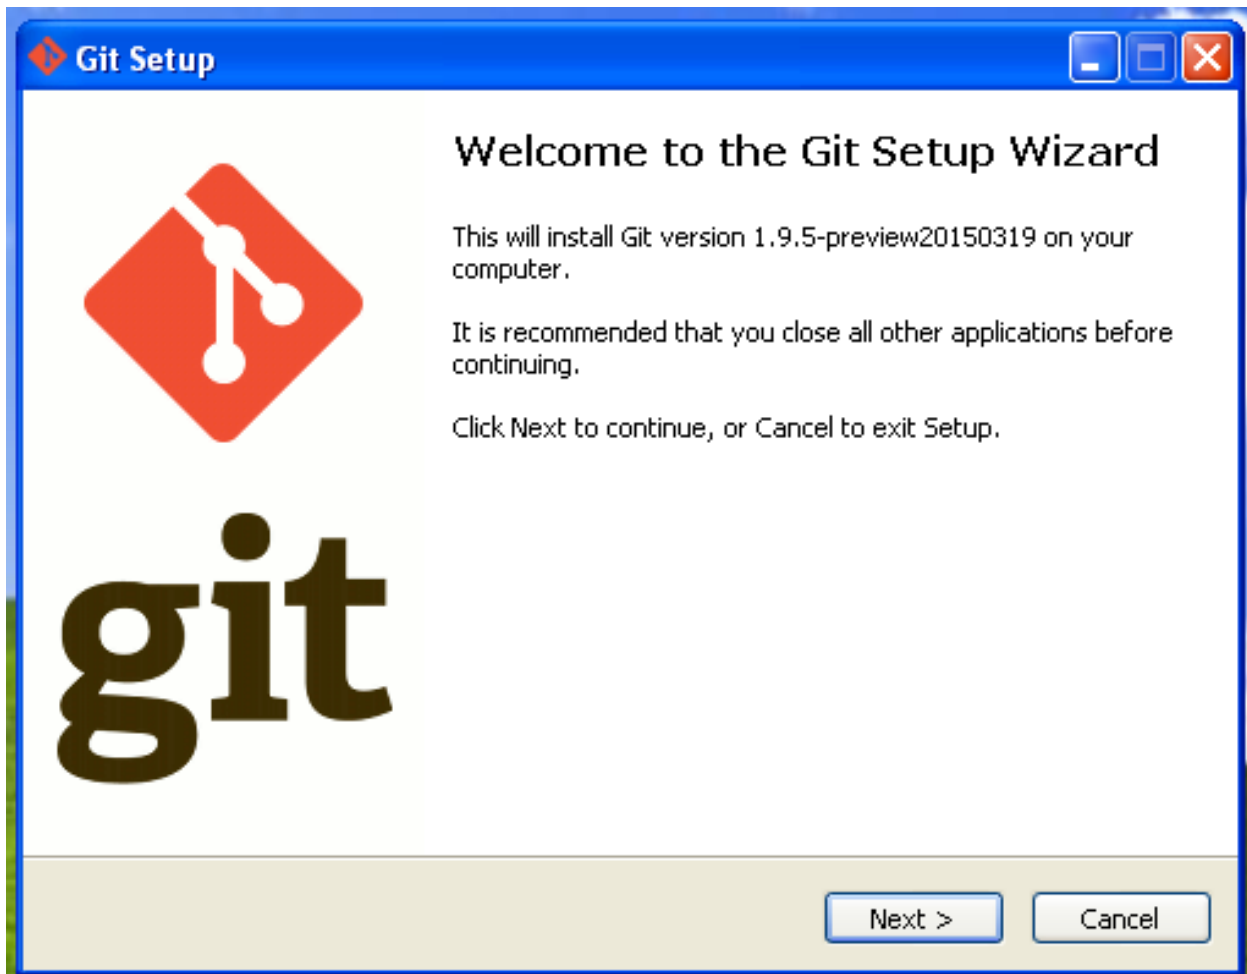 Git Setup
Welcome to the Git Setup Wizard
This will install Git version 1.9.5-preview20150319 on your
computer.
It is recommended that you close all other applications before
continuing.
Click Next to continue, or Cancel to exit Setup.
git
Next >
Cancel